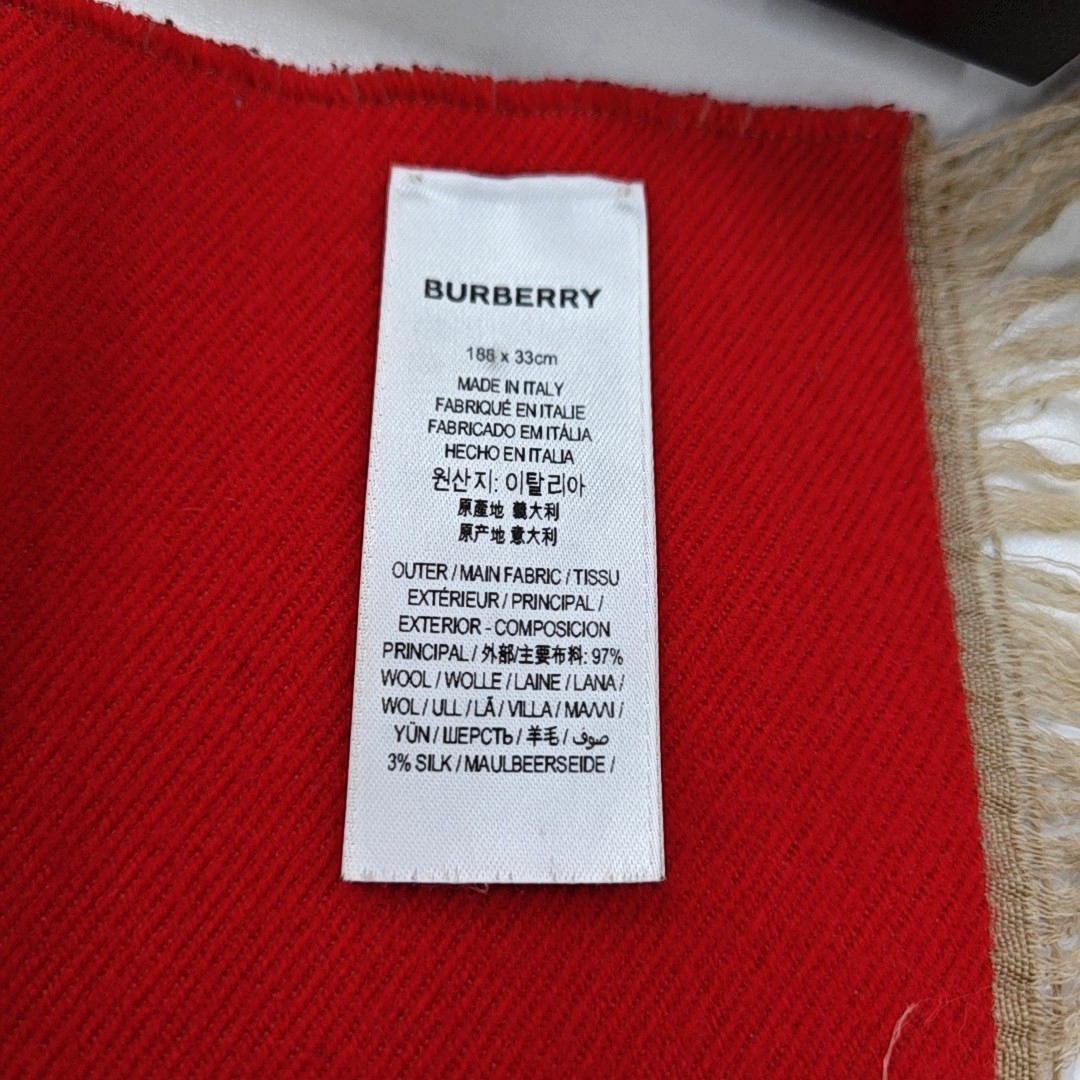 BURBERRY
188 x 33cm
MADE IN ITALY
FABRIQUÉ EN ITALIE
FABRICADO EM ITÁLIA
HECHO EN ITALIA
원산지: 이탈리아
原產地 義大利
原产地 意大利
OUTER / MAIN FABRIC / TISSU
EXTÉRIEUR / PRINCIPAL /
EXTERIOR - COMPOSICION
PRINCIPAL / 外部/主要布料: 97%
WOOL / WOLLE / LAINE / LANA /
WOL / ULL / LÃ / VILLA / ΜΑΛΛΙ /
YÜN / ШЕРСТЬ / 羊毛 / صوف /
3% SILK / MAULBEERSEIDE /